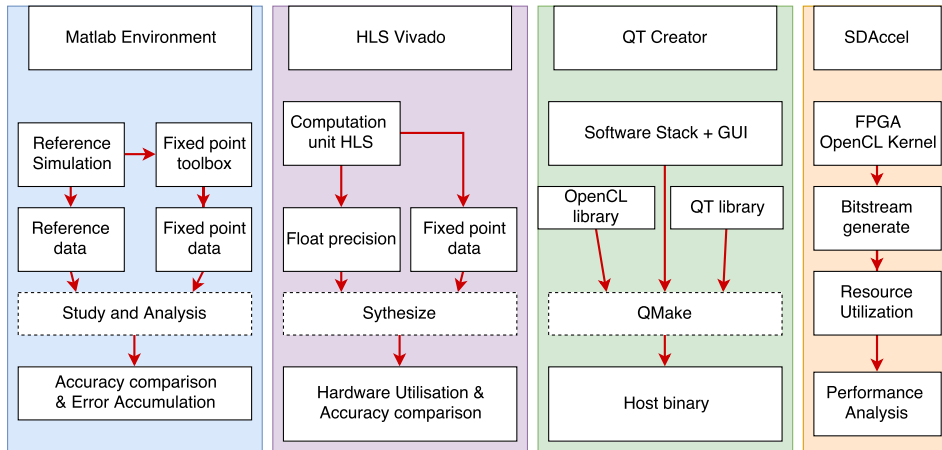 Matlab Environment
Reference
Simulation
Fixed point
toolbox
Reference
data
Fixed point
data
Study and Analysis
Accuracy comparison
& Error Accumulation
HLS Vivado
Computation
unit HLS
Float precision
Fixed point
data
Sythesize
Hardware Utilisation &
Accuracy comparison
QT Creator
Software Stack + GUI
OpenCL
library
QT library
QMake
Host binary
SDAccel
FPGA
OpenCL Kernel
Bitstream
generate
Resource
Utilization
Performance
Analysis